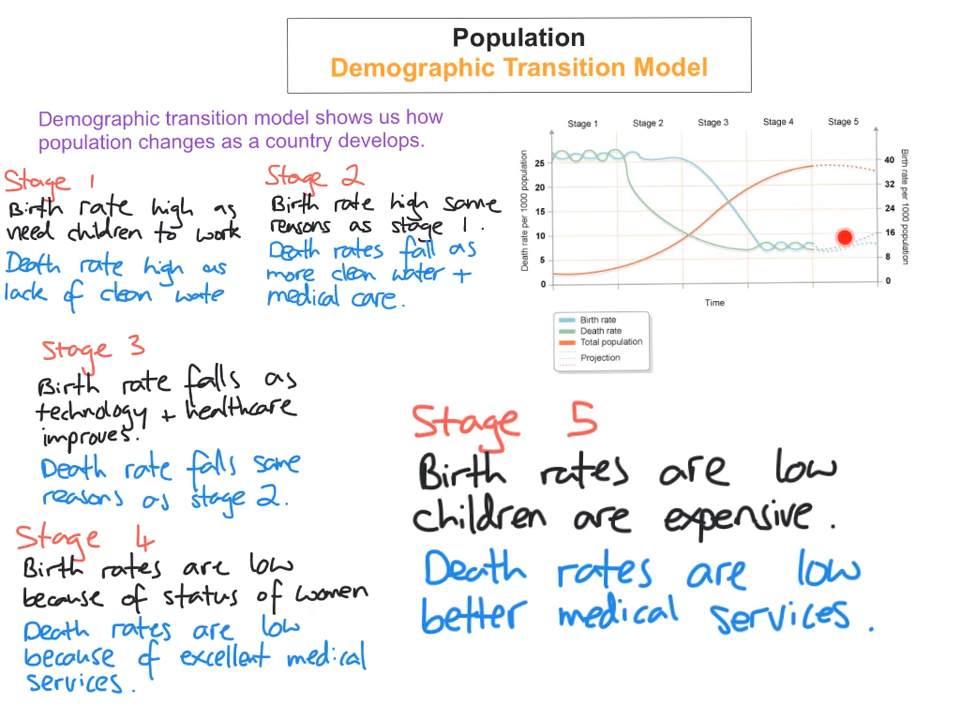 Population
Demographic Transition Model
Demographic transition model shows us how
population changes as a country develops.
Stage 1
Birth rate high as
need children to work
Death rate high as
lack of clean wate
Stage 2
Birth rate high same
reasons as stage 1.
Death rates fall as
more clean water +
medical care.
Stage 3
Birth rate falls as
technology + healthcare
improves.
Death rate falls same
reasons as stage 2.
Stage 4
Birth rates are low
because of status of women
Death rates are low
because of excellent medical
services.
Stage 1 Stage 2 Stage 3 Stage 4 Stage 5
Death rate per 1000 population
25
20
15
10
5
0
40
32
24
16
8
0
Birth rate per 1000 population
Time
Birth rate
Death rate
Total population
Projection
Stage 5
Birth rates are low
children are expensive.
Death rates are low
better medical services.